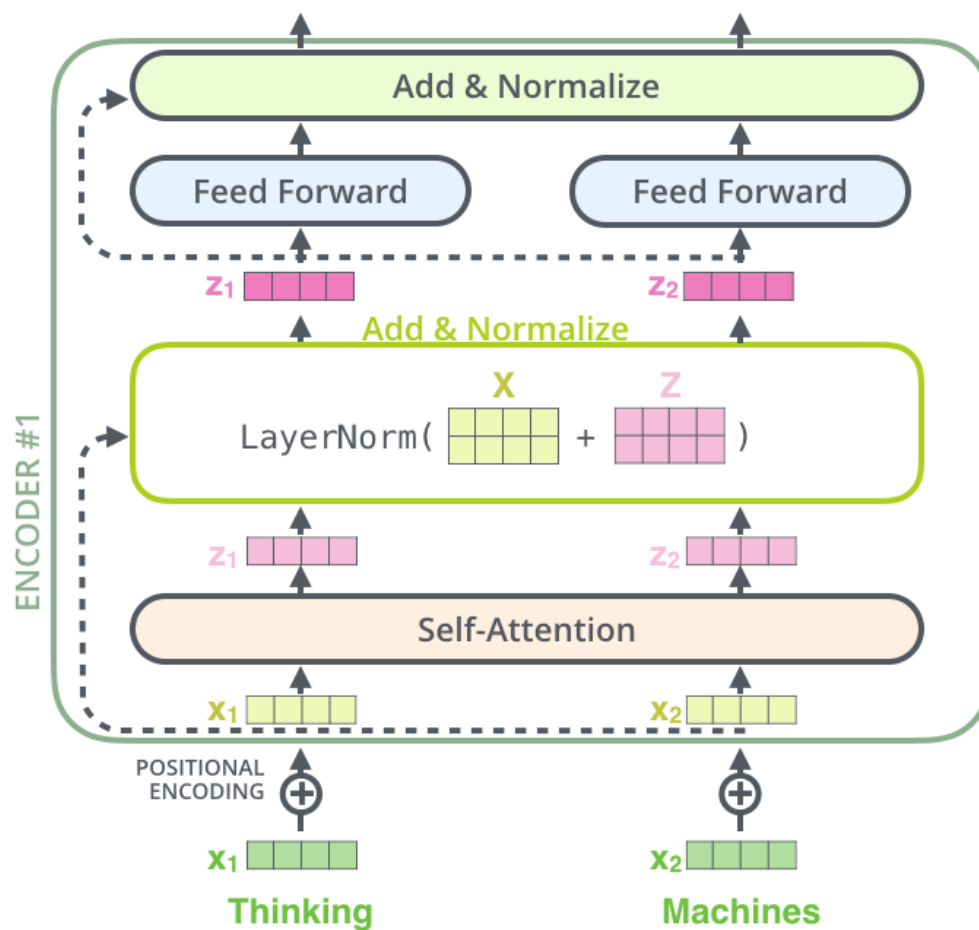 Add & Normalize
Feed Forward
Feed Forward
z1
z2
Add & Normalize
X
Z
LayerNorm( + )
ENCODER #1
z1
z2
Self-Attention
x1
x2
POSITIONAL
ENCODING
x1
x2
Thinking
Machines